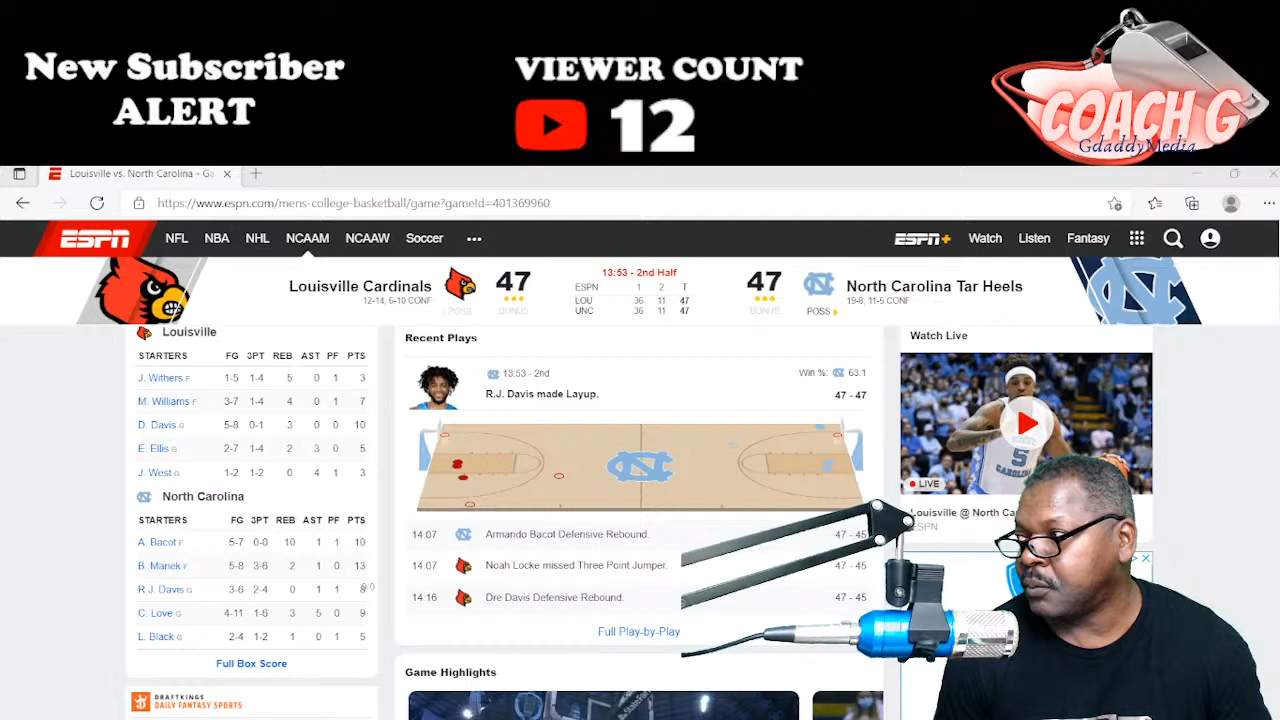 New Subscriber
ALERT
VIEWER COUNT
12
COACH G
GdaddyMedia
Louisville vs. North Carolina - Ga
https://www.espn.com/mens-college-basketball/game?gameId=401369960
ESPN NFL NBA NHL NCAAM NCAAW Soccer ... ESPN+ Watch Listen Fantasy
Louisville Cardinals
12-14, 6-10 CONF
POSS
47
BONUS
13:53 - 2nd Half
ESPN 1 2 T
LOU 36 11 47
UNC 36 11 47
47
BONUS
POSS
North Carolina Tar Heels
19-8, 11-5 CONF
Louisville
STARTERS FG 3PT REB AST PF PTS
J. Withers F 1-5 1-4 5 0 1 3
M. Williams F 3-7 1-4 4 0 1 7
D. Davis G 5-8 0-1 3 0 0 10
E. Ellis G 2-7 1-4 2 3 0 5
J. West G 1-2 1-2 0 4 1 3
North Carolina
STARTERS FG 3PT REB AST PF PTS
A. Bacot F 5-7 0-0 10 1 1 10
B. Manek F 5-8 3-6 2 1 0 13
R.J. Davis G 3-6 2-4 0 1 1 8
C. Love G 4-11 1-6 3 5 0 9
L. Black G 2-4 1-2 1 0 1 5
Full Box Score
DRAFTKINGS
DAILY FANTASY SPORTS
Recent Plays
13:53 - 2nd
Win %: 63.1
R.J. Davis made Layup.
47 - 47
14:07 Armando Bacot Defensive Rebound. 47 - 45
14:07 Noah Locke missed Three Point Jumper. 47 - 45
14:16 Dre Davis Defensive Rebound. 47 - 45
Full Play-by-Play
Game Highlights
Watch Live
5
CAROLINA
LIVE
Louisville @ North Ca
ESPN